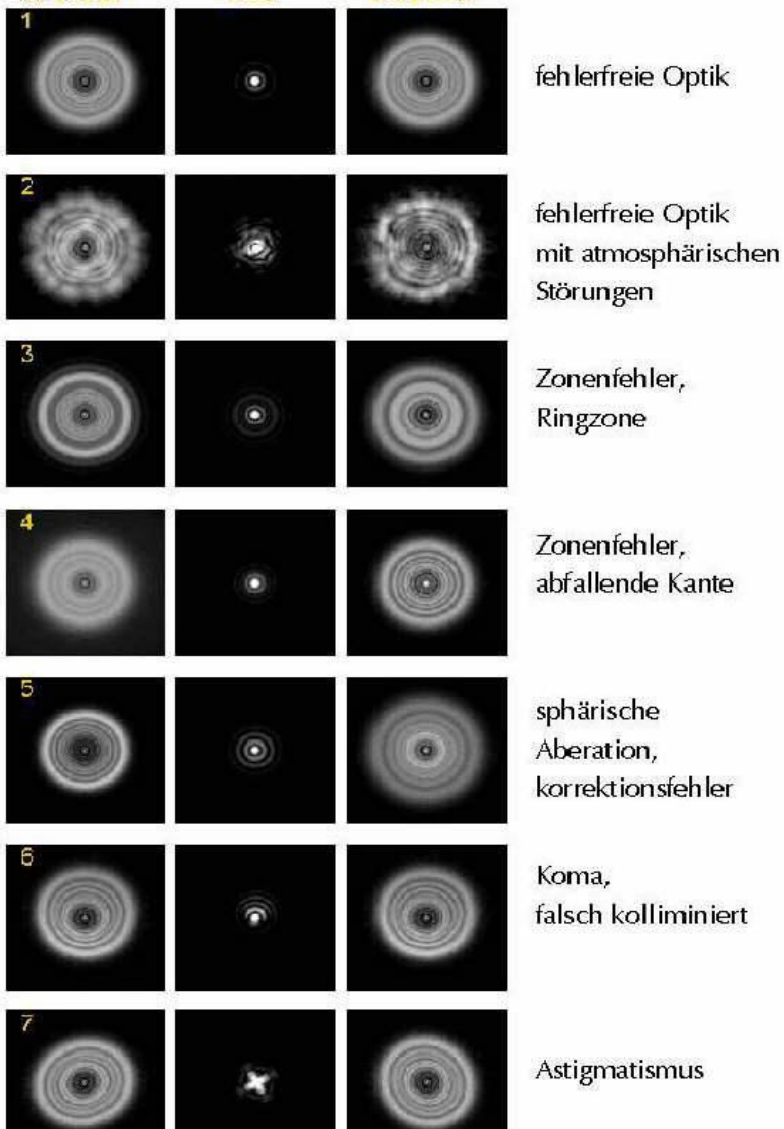 1
fehlerfreie Optik
2
fehlerfreie Optik
mit atmosphärischen
Störungen
3
Zonenfehler,
Ringzone
4
Zonenfehler,
abfallende Kante
5
sphärische
Aberation,
korrektionsfehler
6
Koma,
falsch kolliminiert
7
Astigmatismus